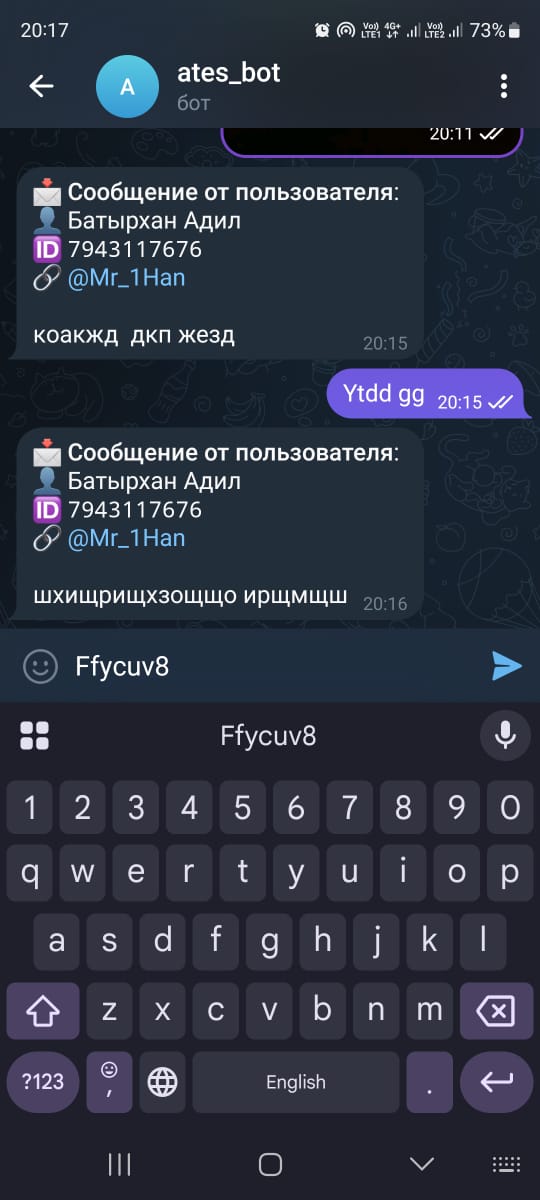 20:17
Vo)) LTE1 4G+ Vo)) LTE2 73%
A
ates_bot
бот
20:11
Сообщение от пользователя:
Батырхан Адил
ID 7943117676
@Mr_1Han
коакжд дкп жезд
20:15
Ytdd gg 20:15
Сообщение от пользователя:
Батырхан Адил
ID 7943117676
@Mr_1Han
шхищрищхзощщо ирщмщш 20:16
Ffycuv8
Ffycuv8
1 2 3 4 5 6 7 8 9 0
q w e r t y u i o p
a s d f g h j k l
z x c v b n m
?123 , English .